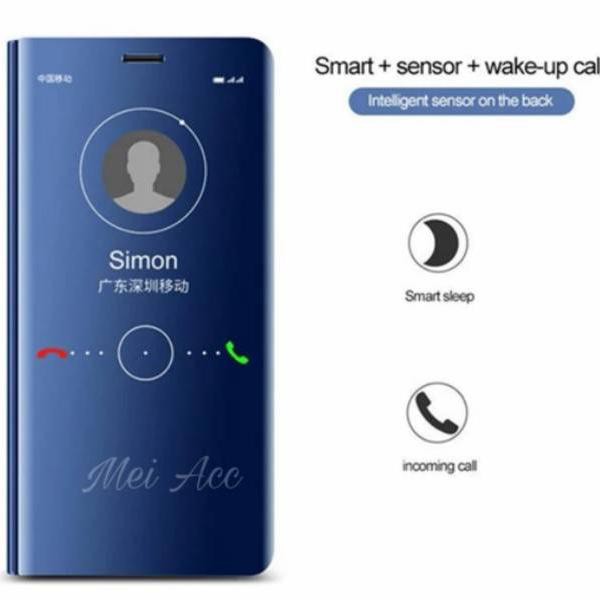 Smart + sensor + wake-up cal
Intelligent sensor on the back
中国移动
Simon
广东深圳移动
Smart sleep
incoming call
Mei Acc